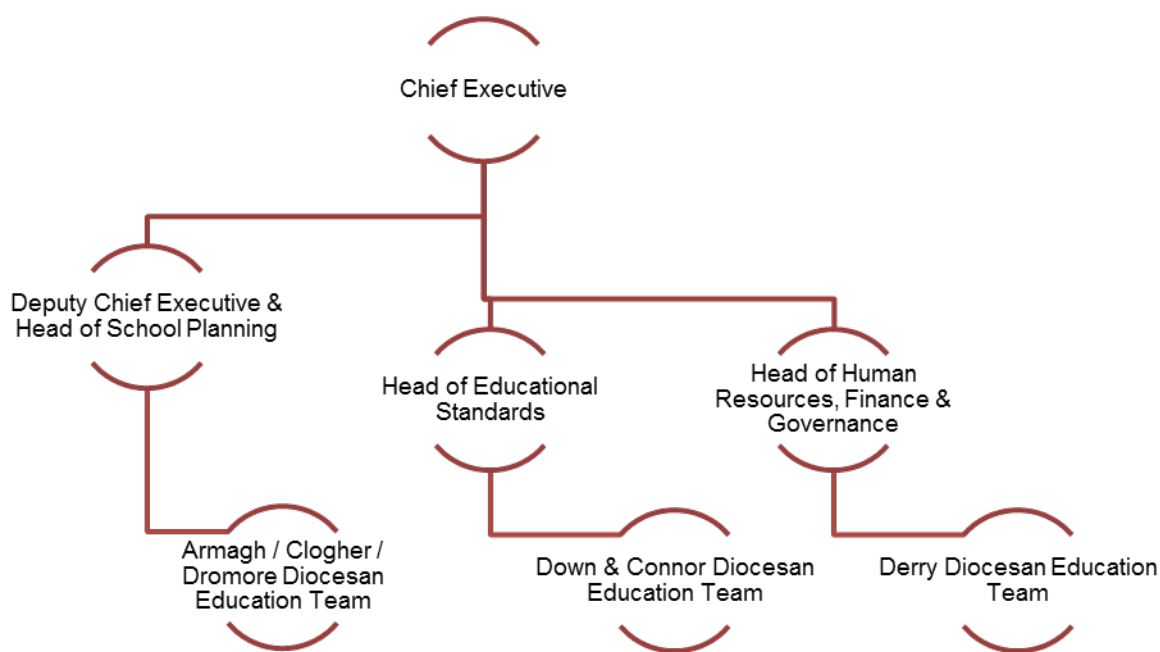 Chief Executive
Deputy Chief Executive &
Head of School Planning
Head of Educational
Standards
Head of Human
Resources, Finance &
Governance
Armagh / Clogher /
Dromore Diocesan
Education Team
Down & Connor Diocesan
Education Team
Derry Diocesan Education
Team